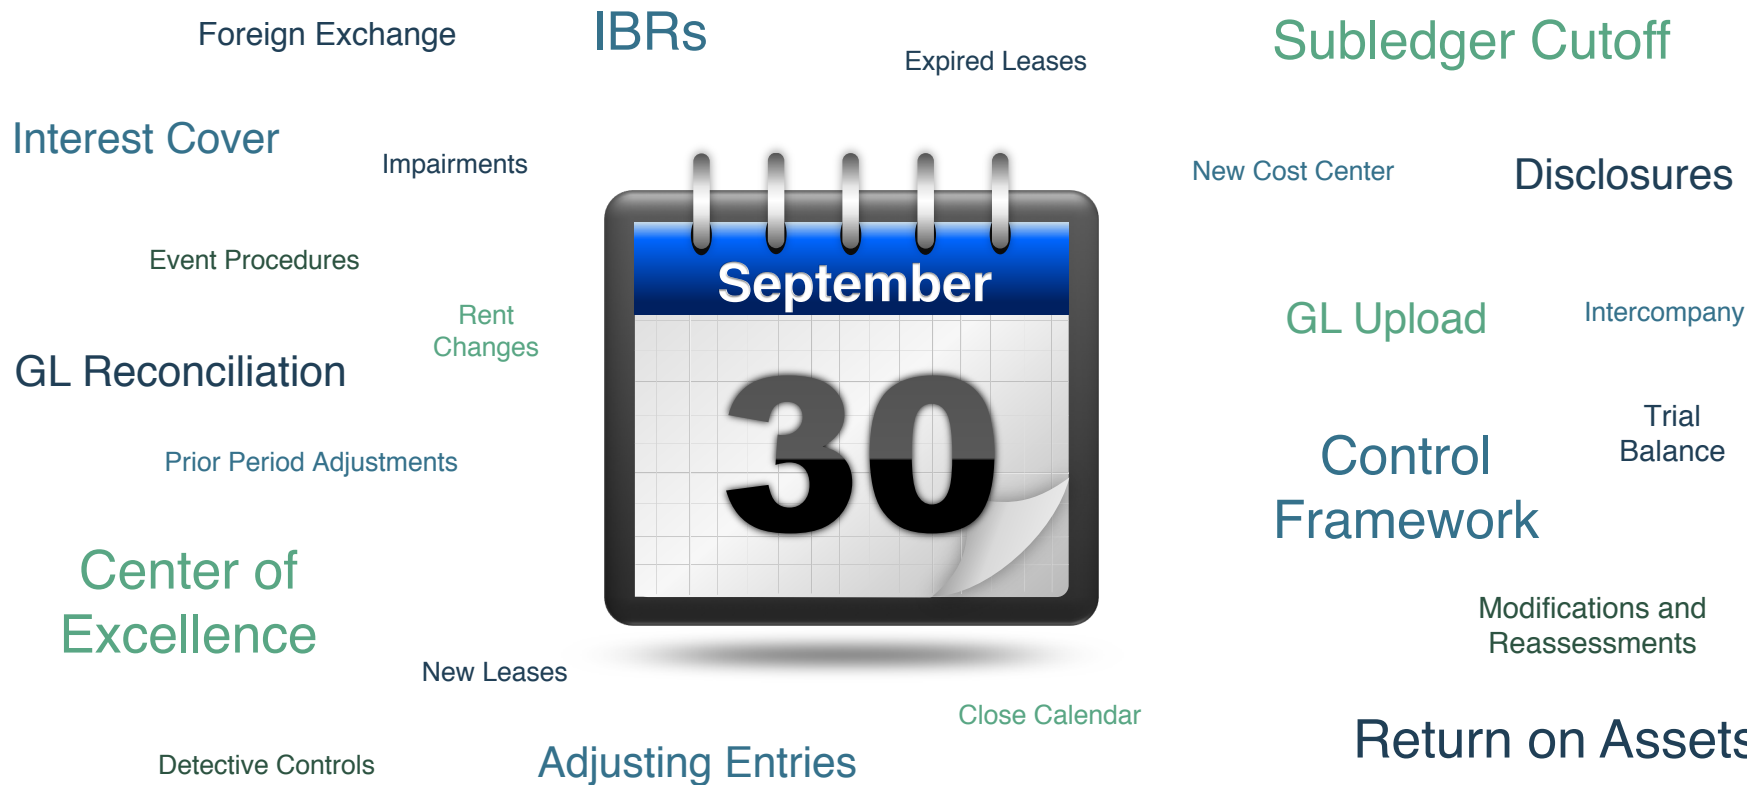 Foreign Exchange
IBRs
Expired Leases
Subledger Cutoff
Interest Cover
Impairments
New Cost Center
Disclosures
Event Procedures
September
Rent
Changes
GL Upload
Intercompany
GL Reconciliation
30
Trial
Balance
Prior Period Adjustments
Control
Framework
Center of
Excellence
Modifications and
Reassessments
New Leases
Close Calendar
Return on Assets
Detective Controls
Adjusting Entries